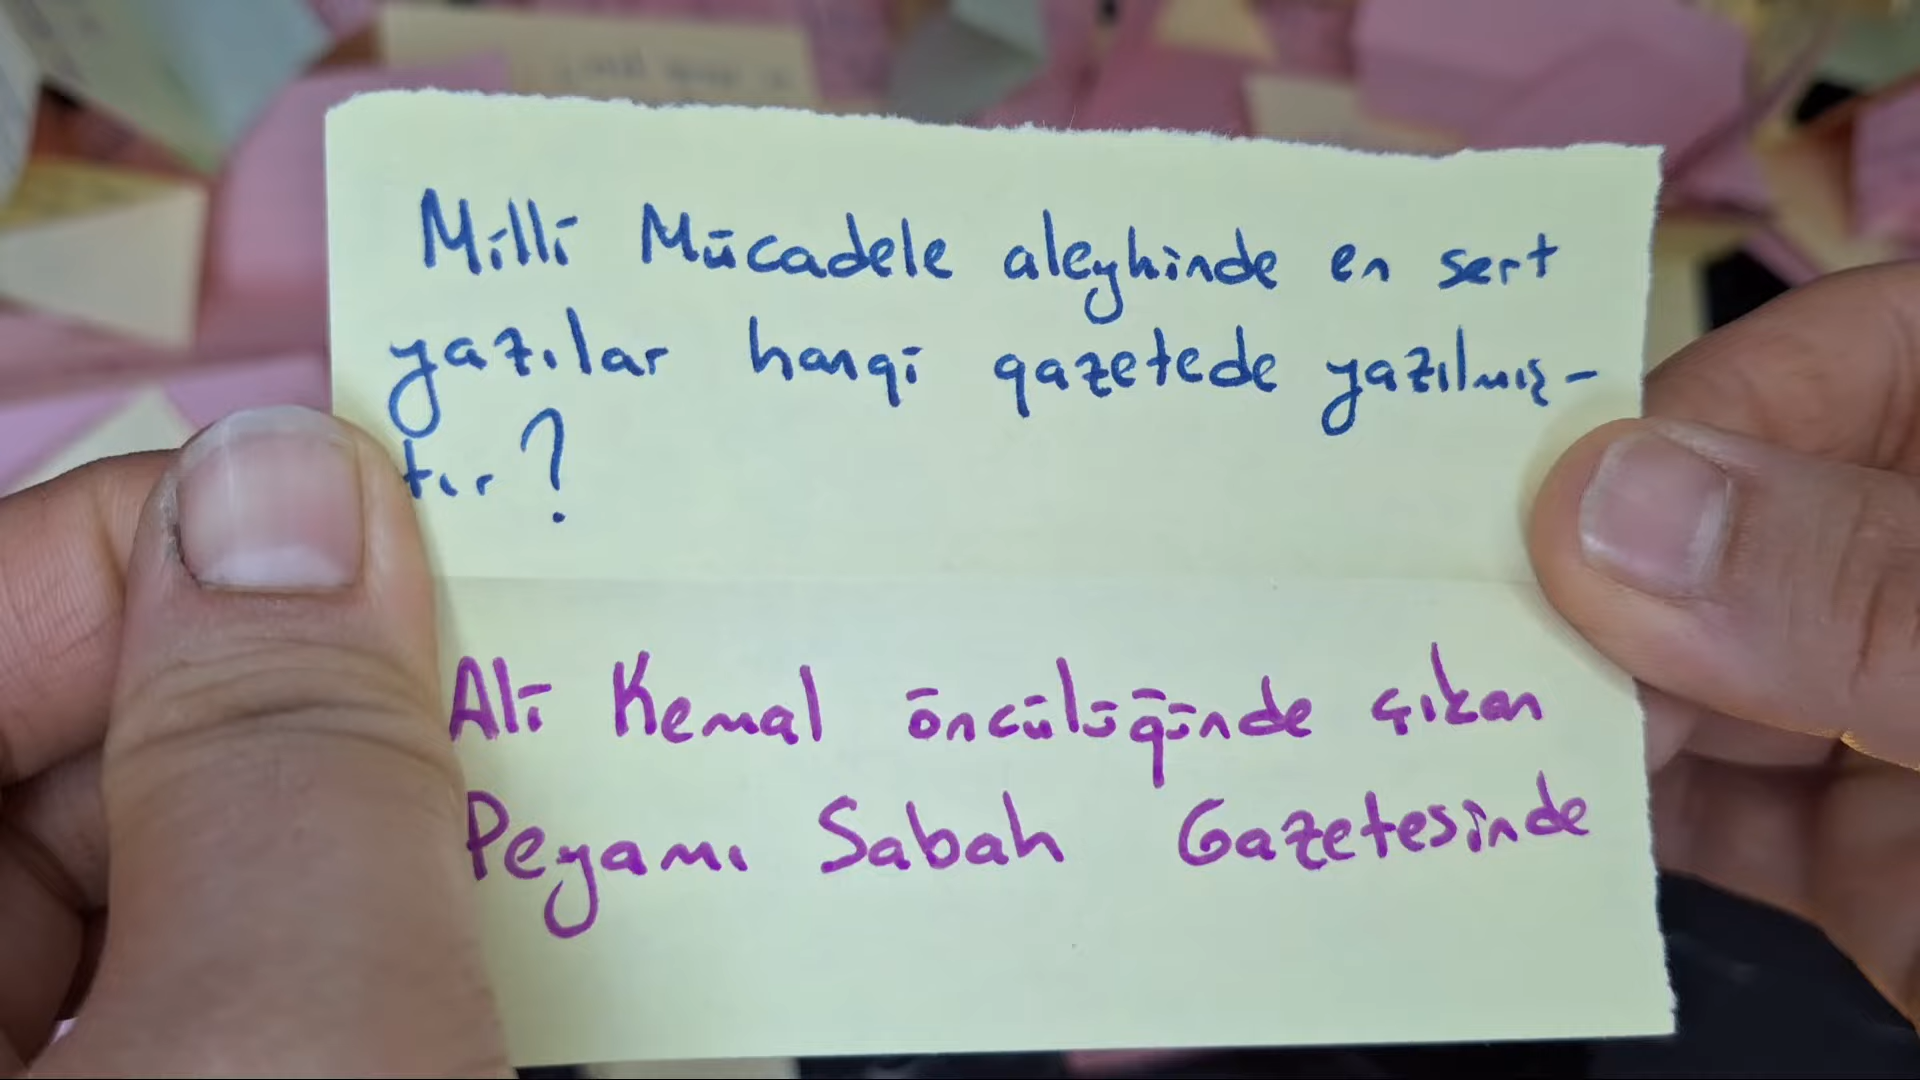 Milli Mücadele aleyhinde en sert
yazılar hangi gazetede yazılmış-
tır?
Ali Kemal öncülüğünde çıkan
Peyamı Sabah Gazetesinde